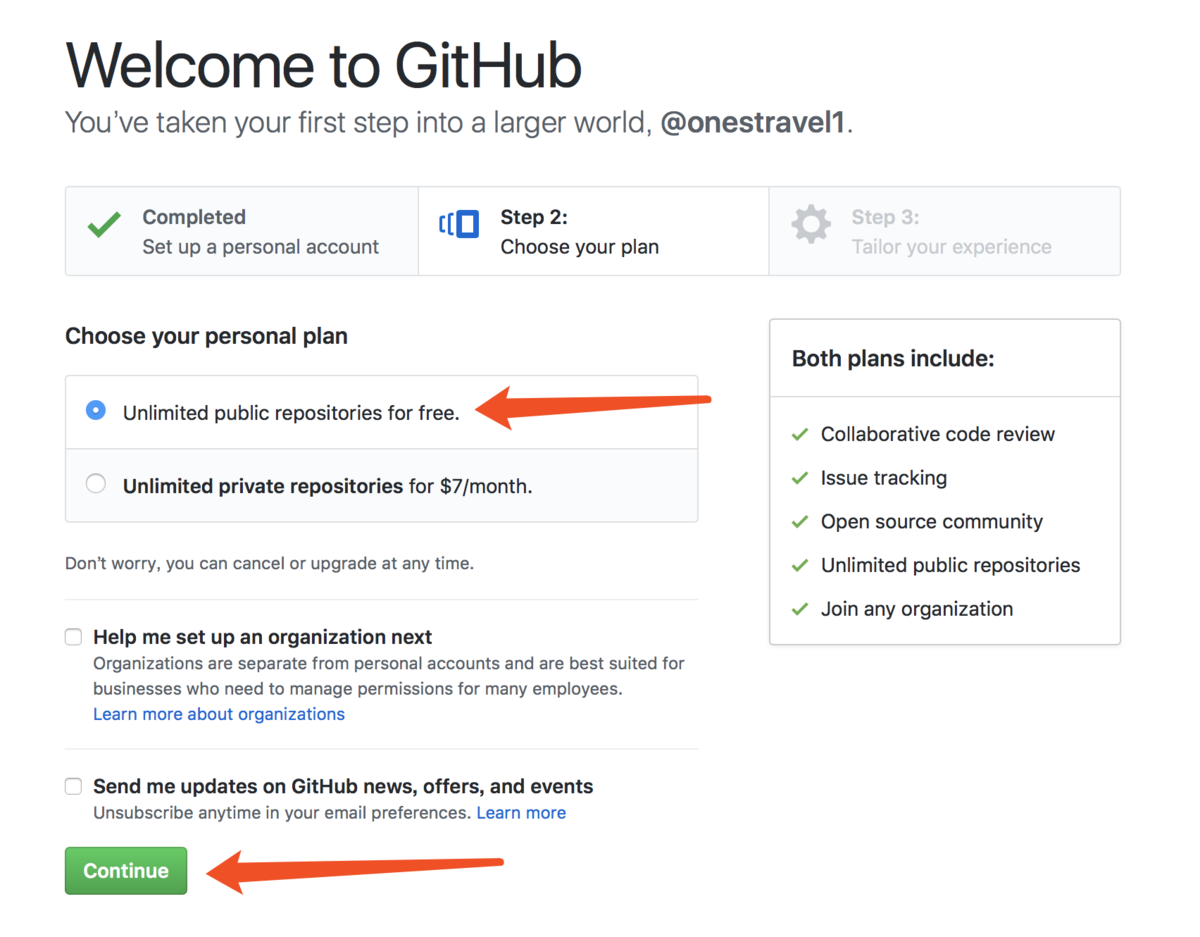 Welcome to GitHub
You’ve taken your first step into a larger world, @onestravel1.
Completed
Set up a personal account
Step 2:
Choose your plan
Step 3:
Tailor your experience
Choose your personal plan
Unlimited public repositories for free.
Unlimited private repositories for $7/month.
Don’t worry, you can cancel or upgrade at any time.
Help me set up an organization next
Organizations are separate from personal accounts and are best suited for
businesses who need to manage permissions for many employees.
Learn more about organizations
Send me updates on GitHub news, offers, and events
Unsubscribe anytime in your email preferences. Learn more
Continue
Both plans include:
Collaborative code review
Issue tracking
Open source community
Unlimited public repositories
Join any organization